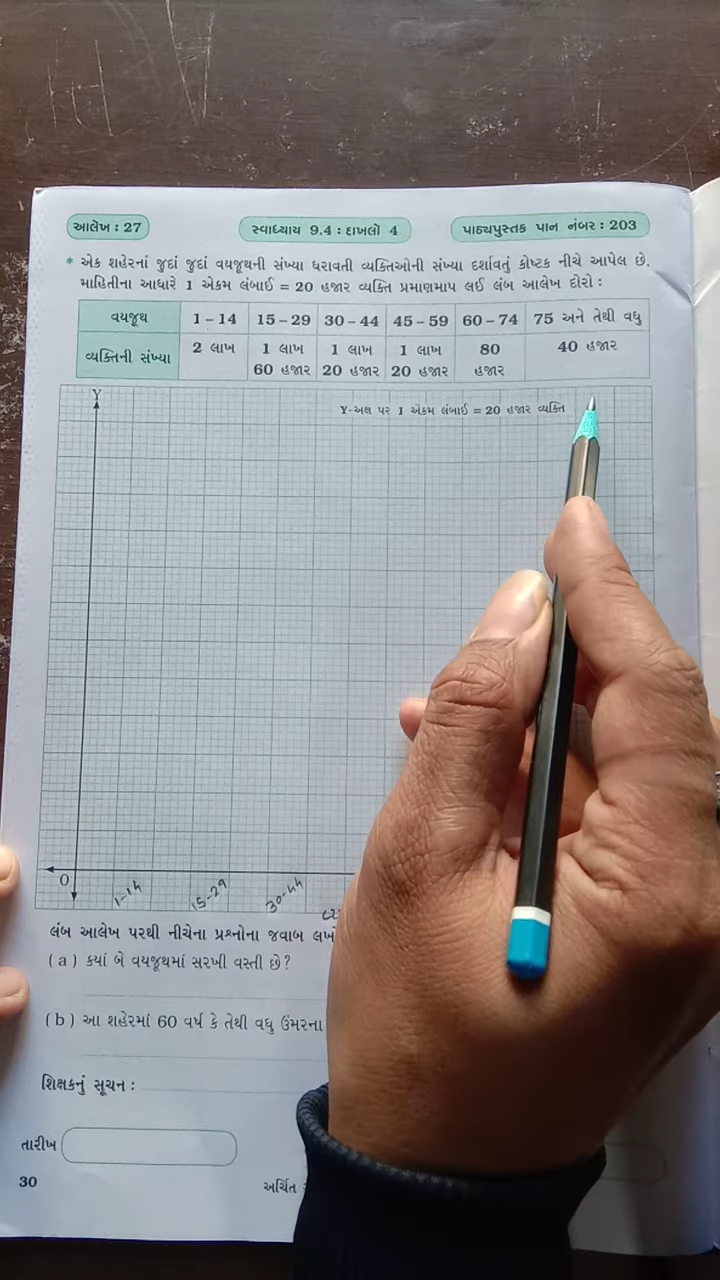 આલેખ : 27 સ્વાધ્યાય 9.4 : દાખલો 4 પાઠ્યપુસ્તક પાન નંબર : 203
* એક શહેરનાં જુદાં જુદાં વયજૂથની સંખ્યા ધરાવતી વ્યક્તિઓની સંખ્યા દર્શાવતું કોષ્ટક નીચે આપેલ છે.
માહિતીના આધારે 1 એકમ લંબાઈ = 20 હજાર વ્યક્તિ પ્રમાણમાપ લઈ લંબ આલેખ દોરો :
વયજૂથ 1 – 14 15 – 29 30 – 44 45 – 59 60 – 74 75 અને તેથી વધુ
વ્યક્તિની સંખ્યા 2 લાખ 1 લાખ 1 લાખ 1 લાખ 80 40 હજાર
60 હજાર 20 હજાર 20 હજાર હજાર
Y
Y-અક્ષ પર 1 એકમ લંબાઈ = 20 હજાર વ્યક્તિ
O
1-14 15-29 30-44
લંબ આલેખ પરથી નીચેના પ્રશ્નોના જવાબ
(a) કયાં બે વયજૂથમાં સરખી વસ્તી છે?
(b) આ શહેરમાં 60 વર્ષ કે તેથી વધુ ઉંમરના
શિક્ષકનું સૂચન :
તારીખ
30 અર્ચિત